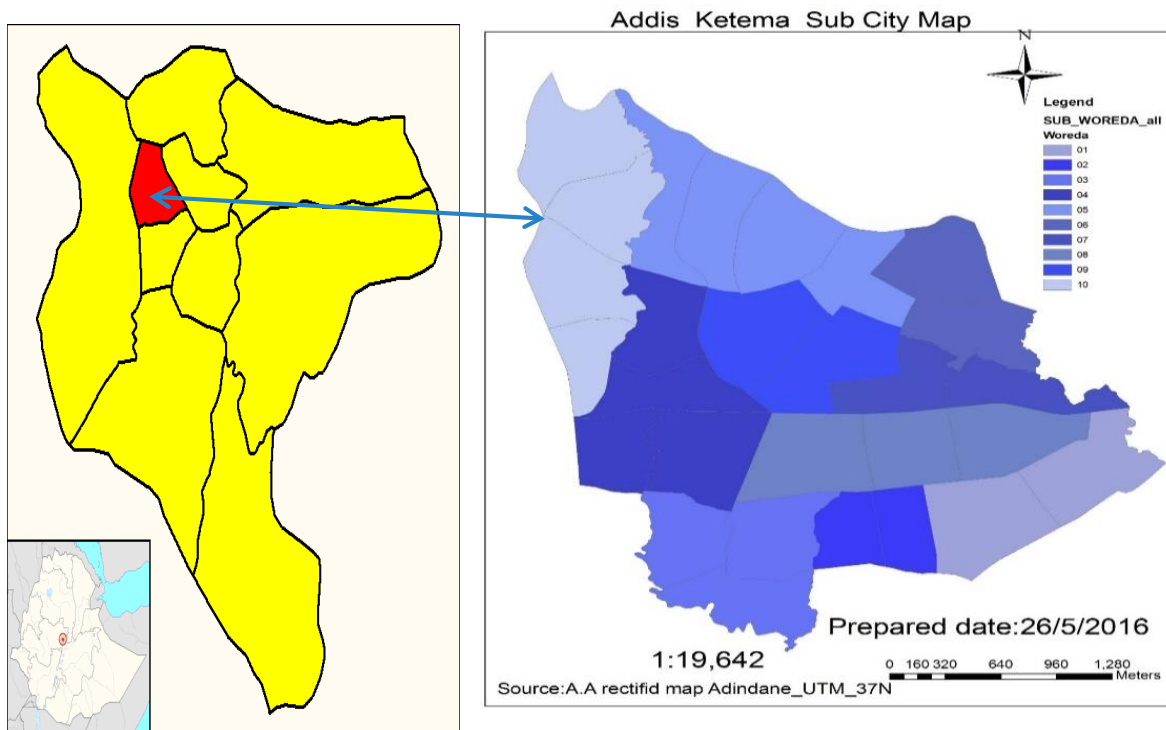 Addis Ketema Sub City Map
N
Legend
SUB_WOREDA_all
Woreda
01
02
03
04
05
06
07
08
09
10
Prepared date:26/5/2016
1:19,642
0 160 320 640 960 1,280
Meters
Source:A.A rectifid map Adindane_UTM_37N